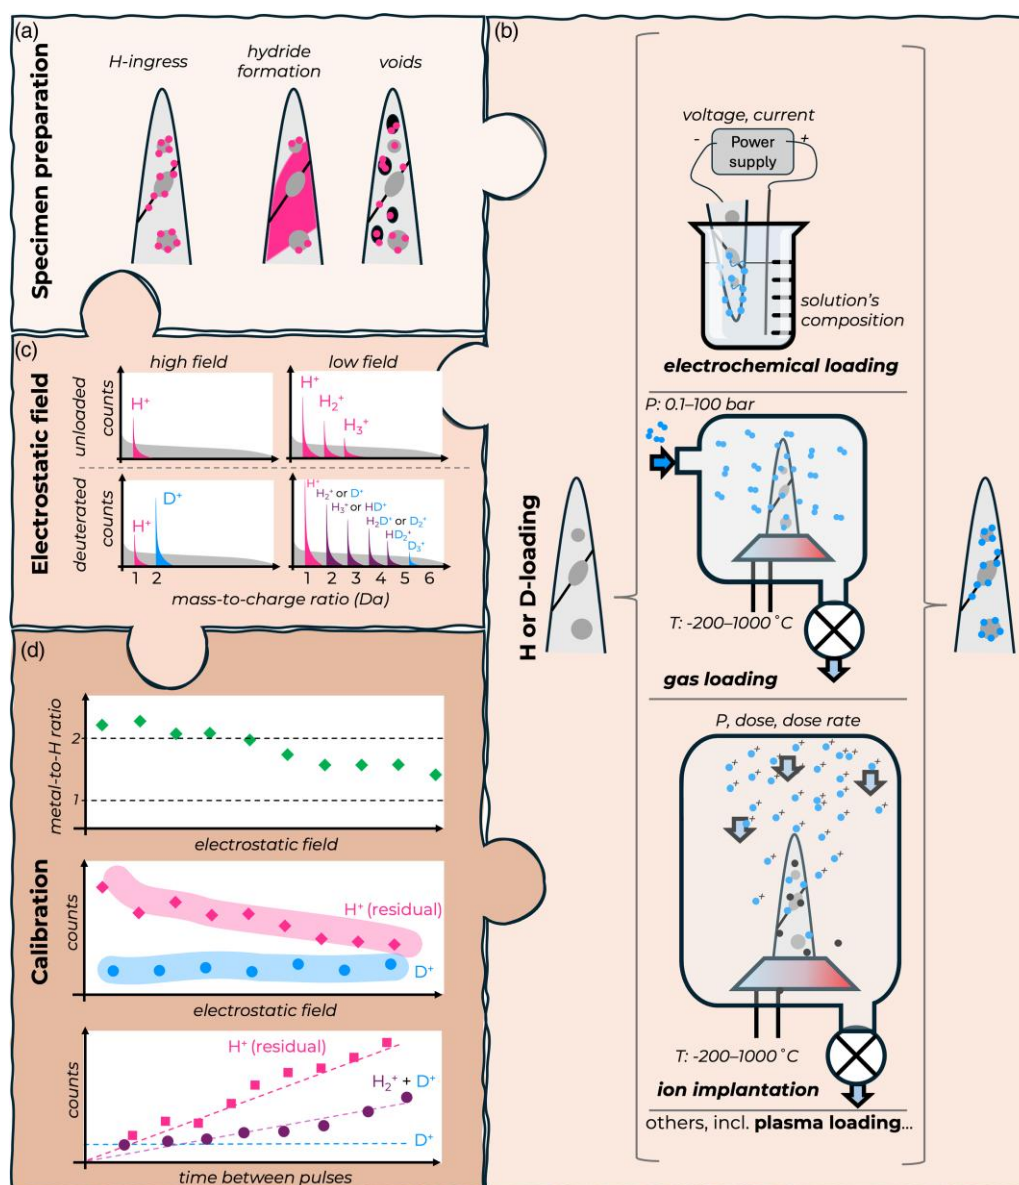 (a)
Specimen preparation
H-ingress
hydride
formation
voids
(b)
H or D-loading
voltage, current
- Power +
supply
solution's
composition
electrochemical loading
P: 0.1–100 bar
T: -200–1000˚C
gas loading
P, dose, dose rate
+ + + + + + + + + + + + + + + + + + + + + + + + + + +
T: -200–1000˚C
ion implantation
others, incl. plasma loading...
(c)
Electrostatic field
high field
low field
unloaded
counts
H⁺
H⁺
H₂⁺
H₃⁺
deuterated
counts
H⁺
D⁺
1 2
H⁺
H₂⁺ or D⁺
H₃⁺ or HD⁺
H₂D⁺ or D₂⁺
HD₂⁺
D₃⁺
1 2 3 4 5 6
mass-to-charge ratio (Da)
(d)
Calibration
metal-to-H ratio
2
1
electrostatic field
counts
H⁺ (residual)
D⁺
electrostatic field
counts
H⁺ (residual)
H₂⁺ + D⁺
D⁺
time between pulses